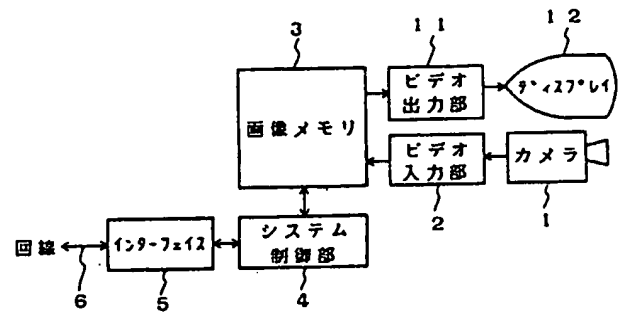 3
11
12
画像メモリ
ビデオ
出力部
ディスプレイ
ビデオ
入力部
カメラ
2
1
回線
インターフェイス
システム
制御部
6
5
4